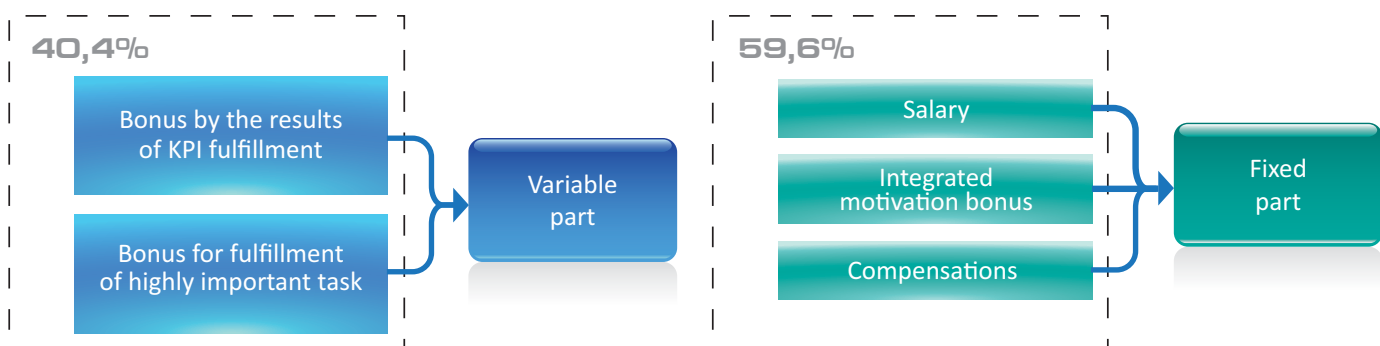 40,4%
Bonus by the results
of KPI fulfillment
Bonus for fulfillment
of highly important task
Variable
part
59,6%
Salary
Integrated
motivation bonus
Compensations
Fixed
part